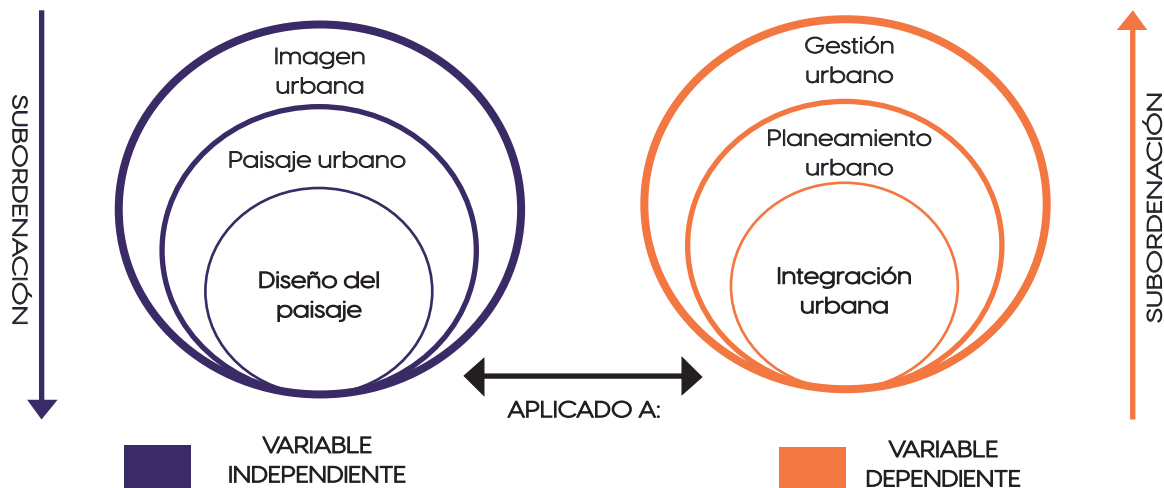 SUBORDENACIÓN
Imagen
urbana
Paisaje urbano
Diseño del
paisaje
Gestión
urbano
Planeamiento
urbano
Integración
urbana
SUBORDENACIÓN
APLICADO A:
VARIABLE
INDEPENDIENTE
VARIABLE
DEPENDIENTE